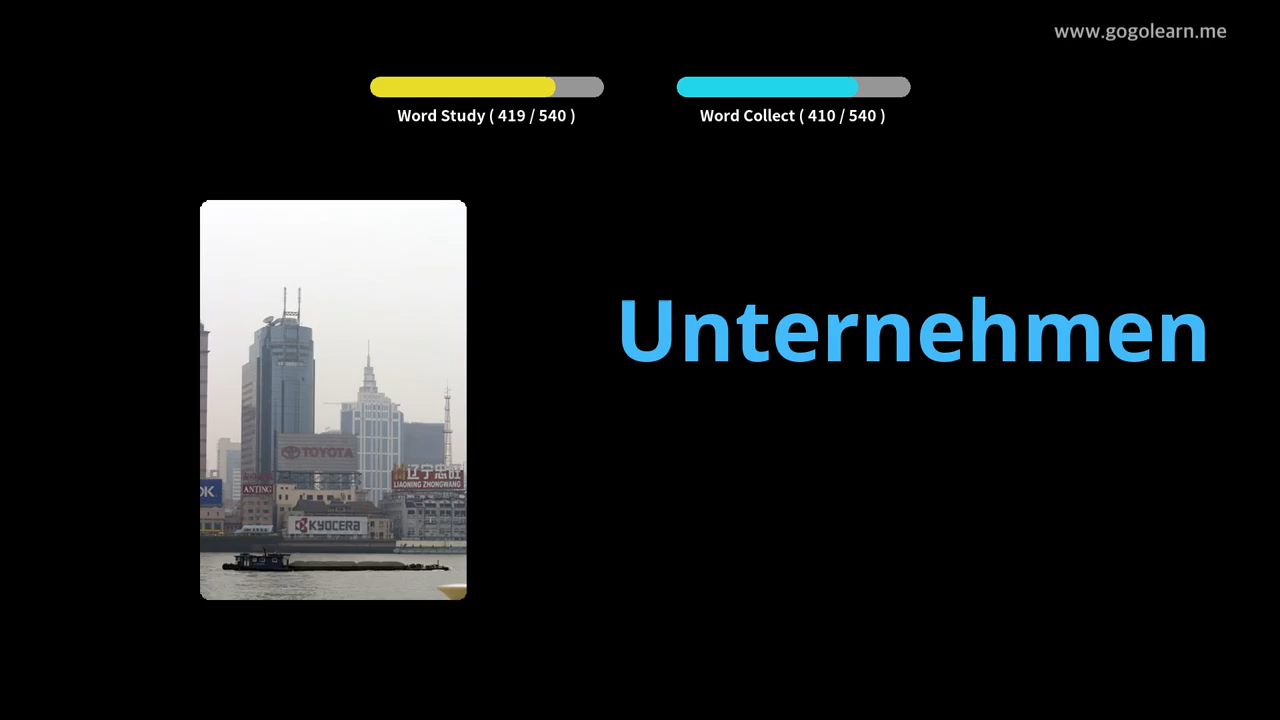 www.gogolearn.me
Word Study ( 419 / 540 )
Word Collect ( 410 / 540 )
Unternehmen
TOYOTA
辽宁忠旺
LIAONING ZHONGWANG
OK
ANTING
KYOCERA